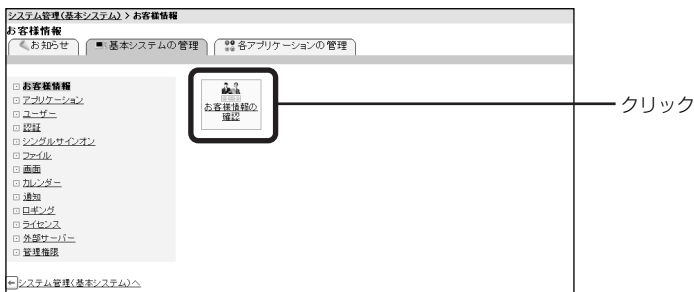 システム管理(基本システム) > お客様情報
お客様情報
お知らせ 基本システムの管理 各アプリケーションの管理
お客様情報
アプリケーション
ユーザー
認証
シングルサインオン
ファイル
画面
カレンダー
通知
ロギング
ライセンス
外部サーバー
管理権限
お客様情報の
確認
クリック
システム管理(基本システム)へ